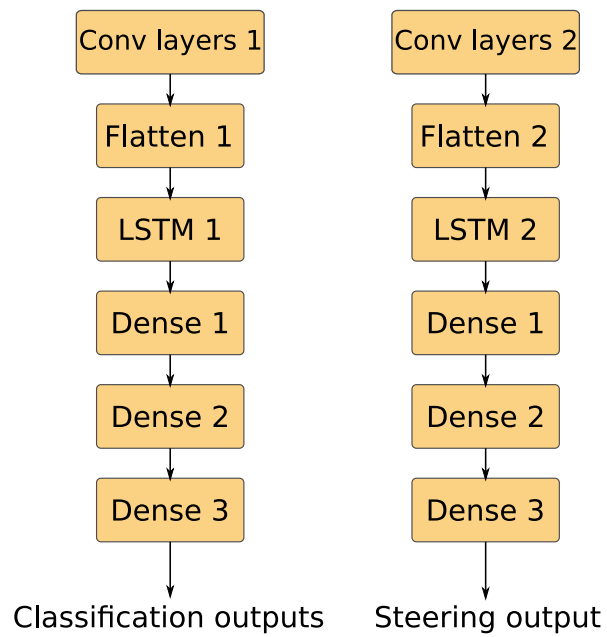 Conv layers 1
Flatten 1
LSTM 1
Dense 1
Dense 2
Dense 3
Classification outputs
Conv layers 2
Flatten 2
LSTM 2
Dense 1
Dense 2
Dense 3
Steering output